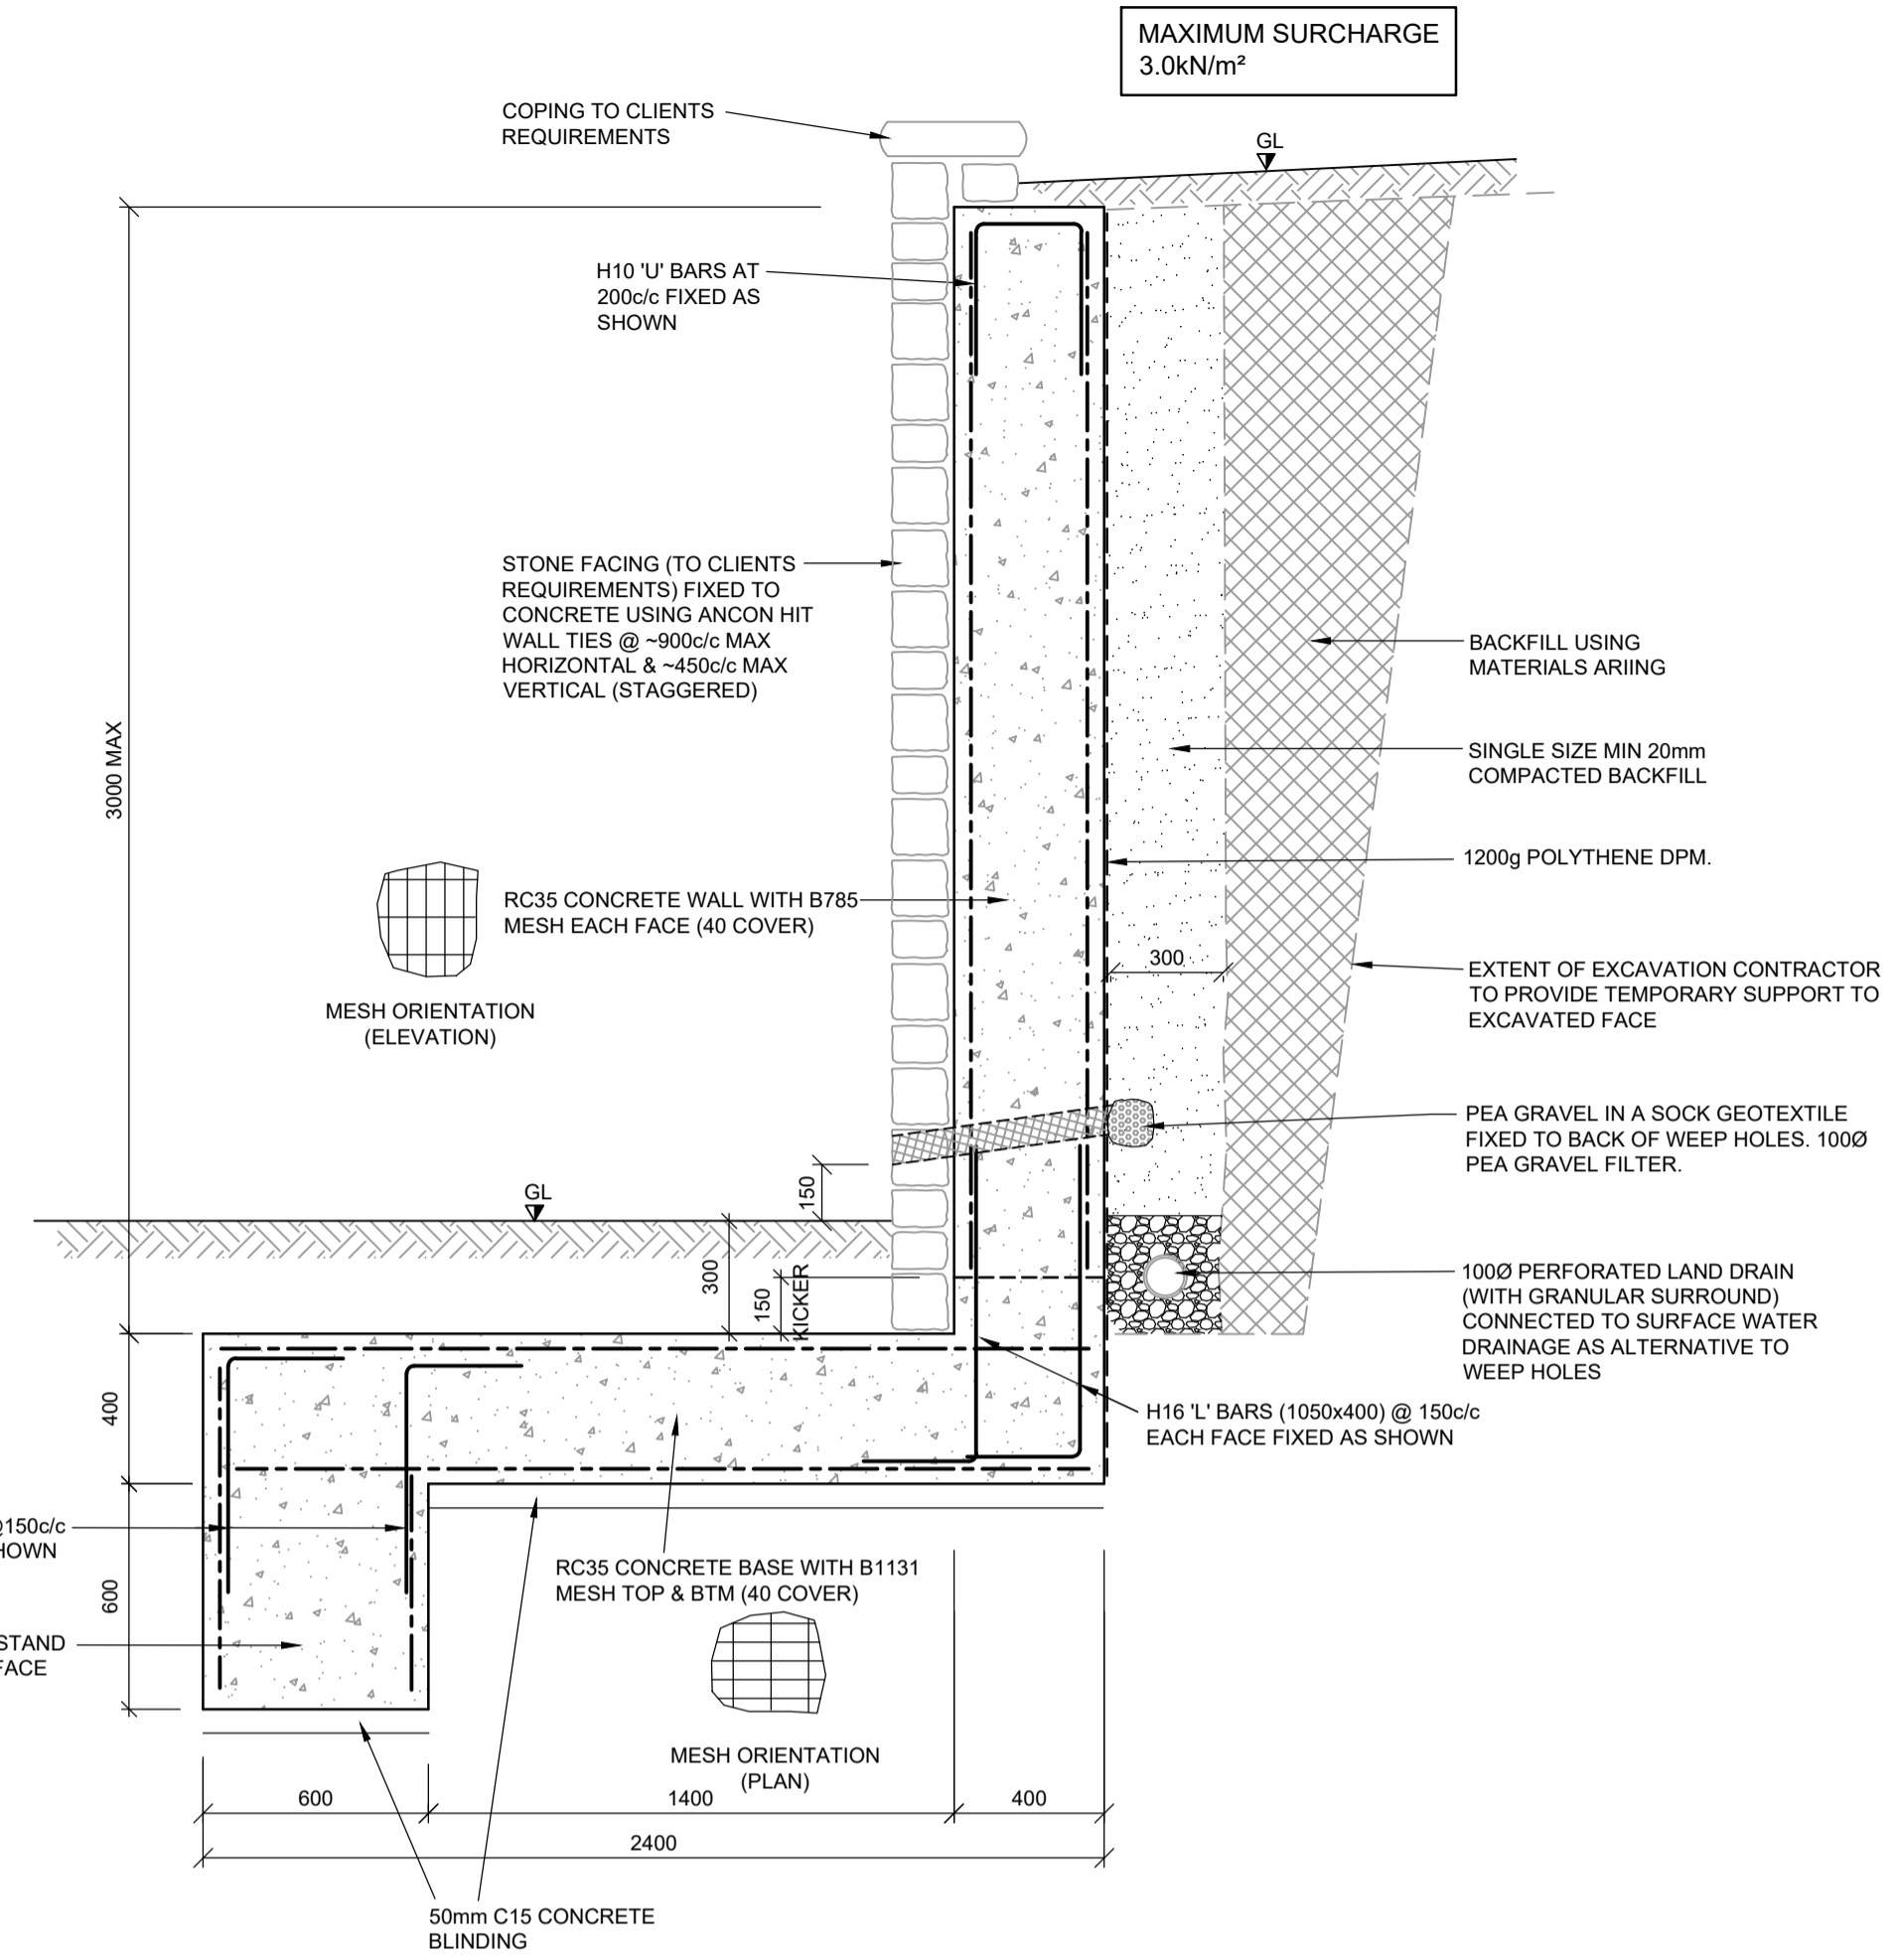 MAXIMUM SURCHARGE
3.0kN/m²
COPING TO CLIENTS
REQUIREMENTS
GL
H10 'U' BARS AT
200c/c FIXED AS
SHOWN
STONE FACING (TO CLIENTS
REQUIREMENTS) FIXED TO
CONCRETE USING ANCON HIT
WALL TIES @ ~900c/c MAX
HORIZONTAL & ~450c/c MAX
VERTICAL (STAGGERED)
BACKFILL USING
MATERIALS ARIING
SINGLE SIZE MIN 20mm
COMPACTED BACKFILL
3000 MAX
1200g POLYTHENE DPM.
RC35 CONCRETE WALL WITH B785
MESH EACH FACE (40 COVER)
MESH ORIENTATION
(ELEVATION)
300
EXTENT OF EXCAVATION CONTRACTOR
TO PROVIDE TEMPORARY SUPPORT TO
EXCAVATED FACE
PEA GRAVEL IN A SOCK GEOTEXTILE
FIXED TO BACK OF WEEP HOLES. 100Ø
PEA GRAVEL FILTER.
150
GL
300
150
KICKER
100Ø PERFORATED LAND DRAIN
(WITH GRANULAR SURROUND)
CONNECTED TO SURFACE WATER
DRAINAGE AS ALTERNATIVE TO
WEEP HOLES
400
H16 'L' BARS (1050x400) @ 150c/c
EACH FACE FIXED AS SHOWN
@150c/c
HOWN
600
RC35 CONCRETE BASE WITH B1131
MESH TOP & BTM (40 COVER)
STAND
FACE
MESH ORIENTATION
(PLAN)
600
1400
400
2400
50mm C15 CONCRETE
BLINDING